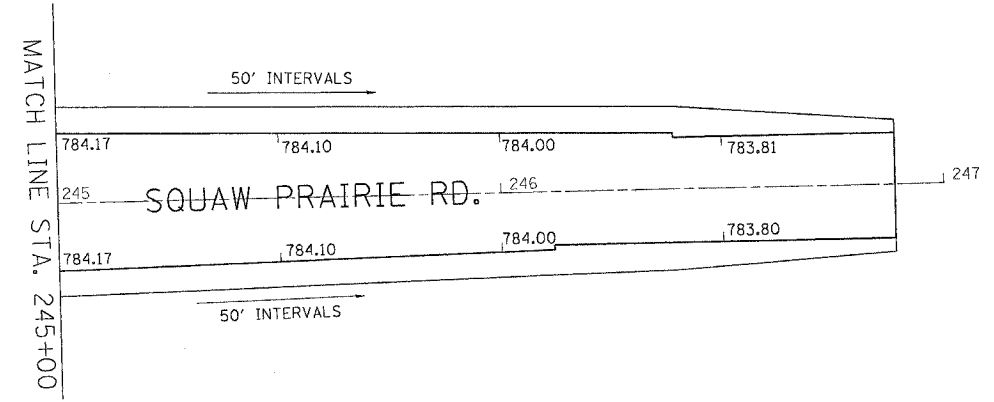 MATCH LINE STA. 245+00
50' INTERVALS
784.17
784.10
784.00
783.81
245
SQUAW PRAIRIE RD.
246
247
784.17
784.10
784.00
783.80
50' INTERVALS